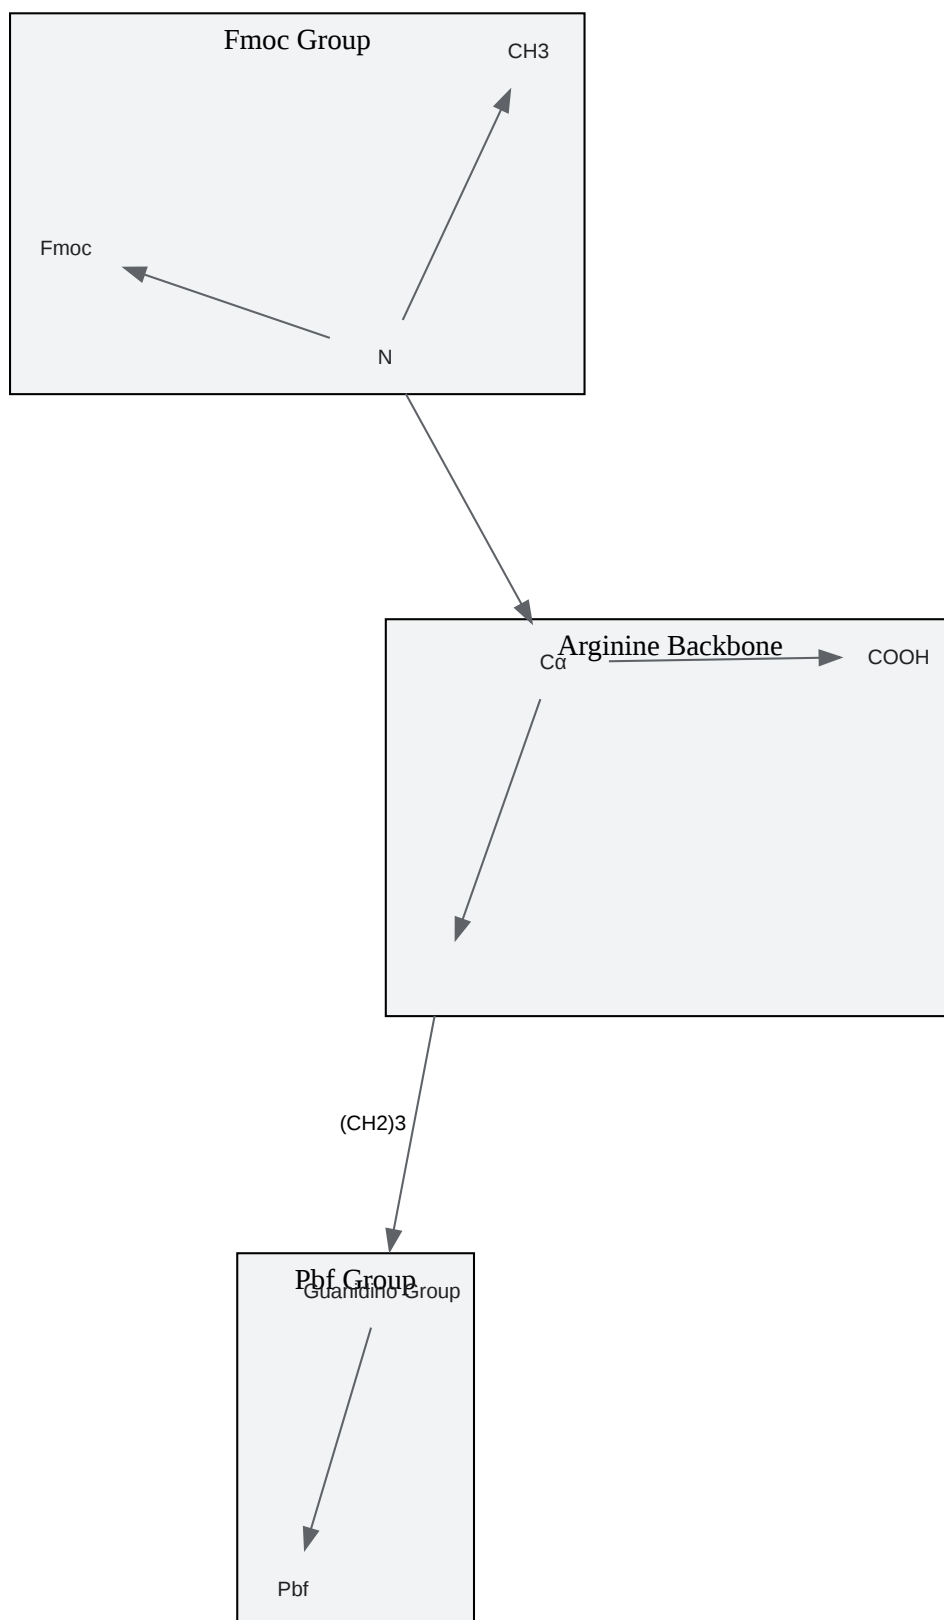 Fmoc Group
CH3
Fmoc
N
Arginine Backbone
Cα
COOH
(CH2)3
Pbf Group
Guanidino Group
Pbf